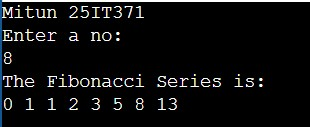 Mitun 25IT371
Enter a no:
8
The Fibonacci Series is:
0 1 1 2 3 5 8 13